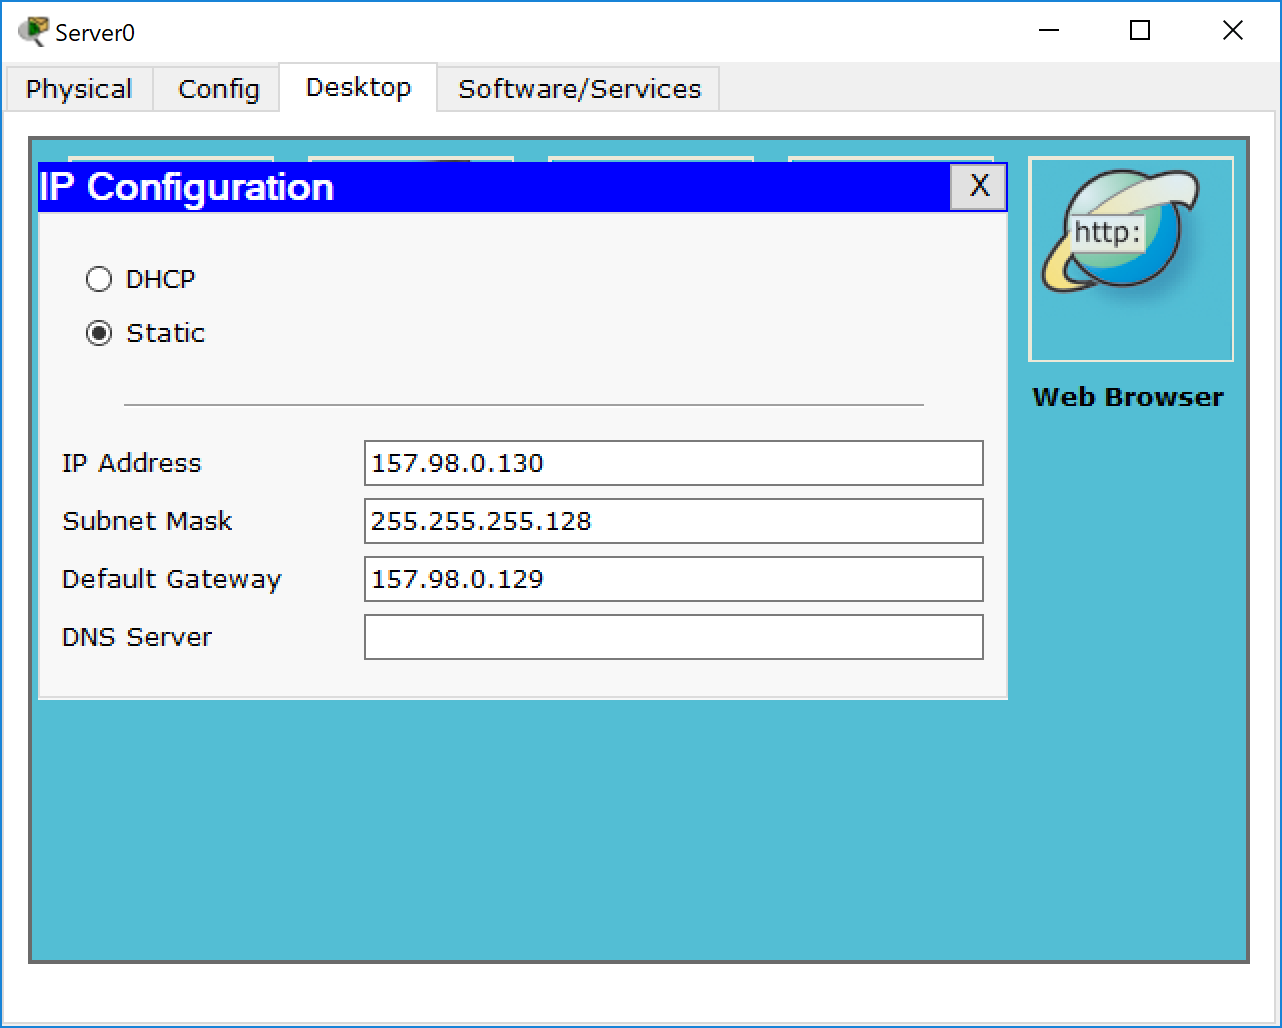 Server0
Physical Config Desktop Software/Services
IP Configuration X
http:
DHCP
Static
Web Browser
IP Address 157.98.0.130
Subnet Mask 255.255.255.128
Default Gateway 157.98.0.129
DNS Server